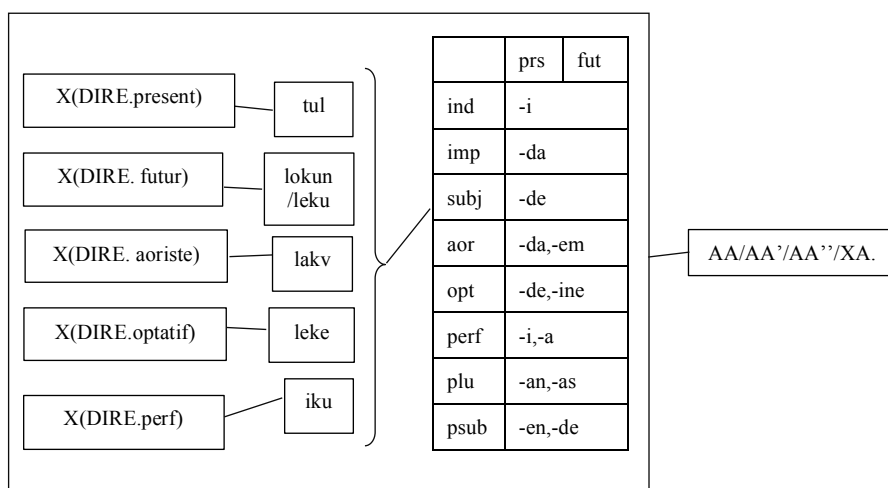 X(DIRE.present)
tul
X(DIRE. futur)
lokun
/leku
X(DIRE. aoriste)
lakv
X(DIRE.optatif)
leke
X(DIRE.perf)
iku
prs fut
ind -i
imp -da
subj -de
aor -da,-em
opt -de,-ine
perf -i,-a
plu -an,-as
psub -en,-de
AA/AA’/AA’’/XA.